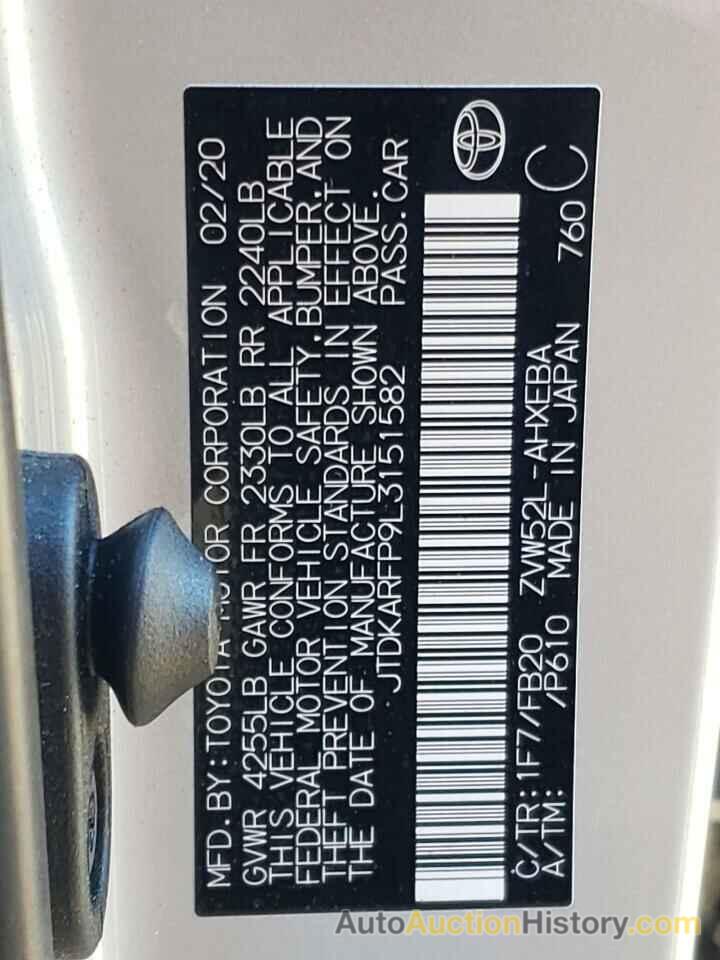 MFD. BY: TOYOTA MOTOR CORPORATION 02/20
GVWR 4255LB GAWR FR 2330LB RR 2240LB
THIS VEHICLE CONFORMS TO ALL APPLICABLE
FEDERAL MOTOR VEHICLE SAFETY, BUMPER, AND
THEFT PREVENTION STANDARDS IN EFFECT ON
THE DATE OF MANUFACTURE SHOWN ABOVE.
JTDKARFP9L3151582 PASS. CAR
C/TR: 1F7/FB20 ZVW52L-AHXEBA
A/TM: /P610 MADE IN JAPAN 760 C
AutoAuctionHistory.com